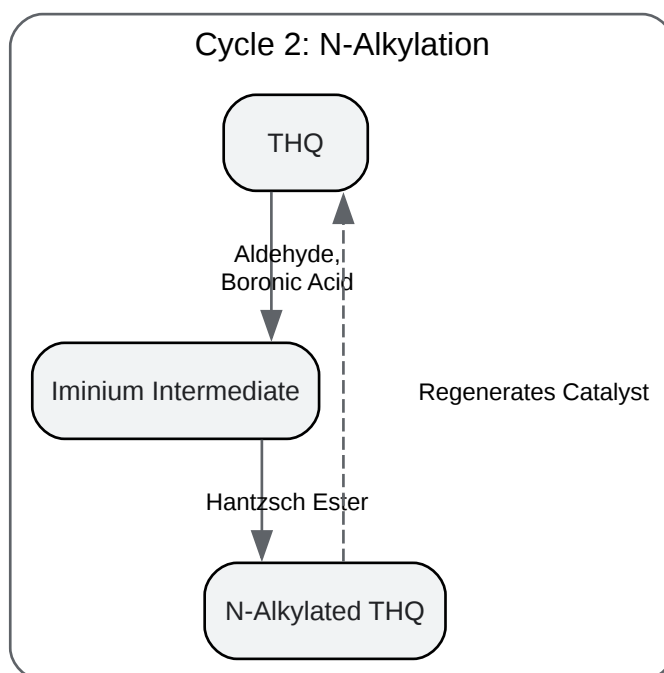 Cycle 2: N-Alkylation
THQ
Aldehyde,
Boronic Acid
Iminium Intermediate
Regenerates Catalyst
Hantzsch Ester
N-Alkylated THQ